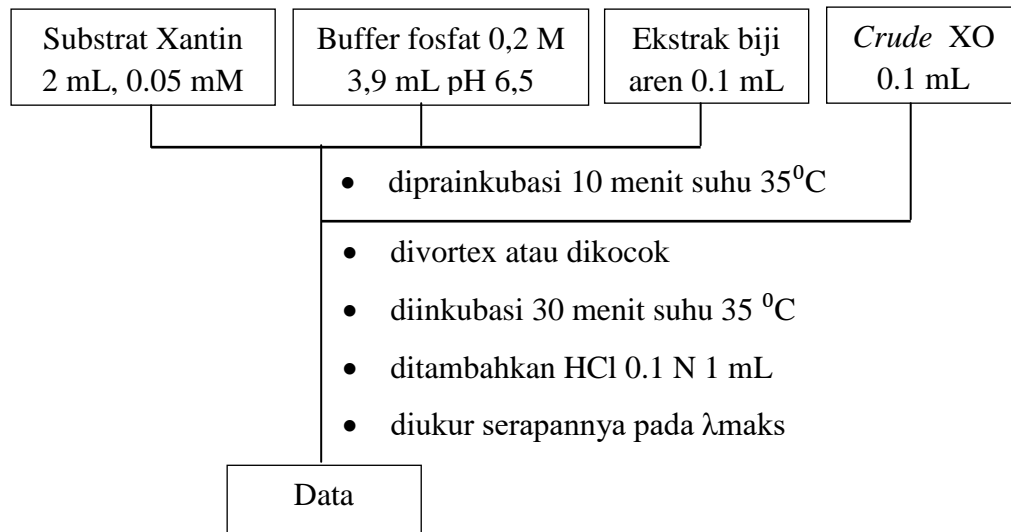 Substrat Xantin
2 mL, 0.05 mM
Buffer fosfat 0,2 M
3,9 mL pH 6,5
Ekstrak biji
aren 0.1 mL
Crude XO
0.1 mL
• diprainkubasi 10 menit suhu 35⁰C
• divortex atau dikocok
• diinkubasi 30 menit suhu 35 ⁰C
• ditambahkan HCl 0.1 N 1 mL
• diukur serapannya pada λmaks
Data